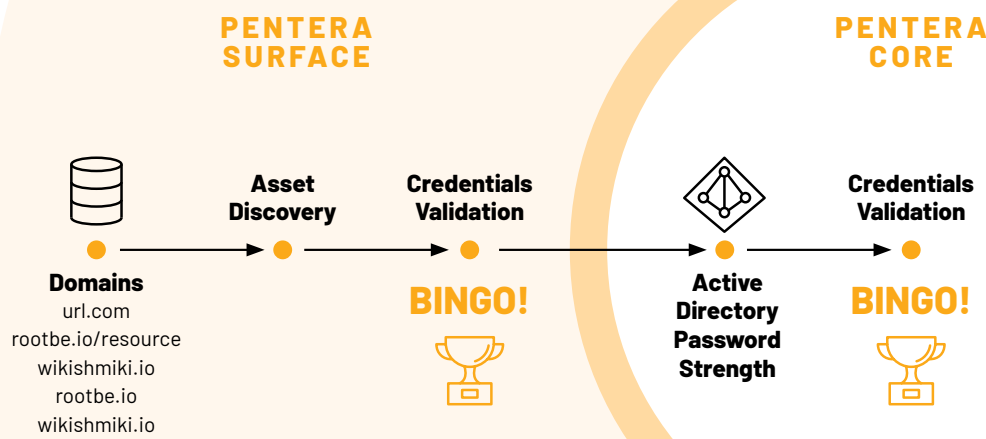 PENTERA
SURFACE
PENTERA
CORE
Asset
Discovery
Credentials
Validation
Credentials
Validation
Domains
url.com
rootbe.io/resource
wikishmiki.io
rootbe.io
wikishmiki.io
BINGO!
Active
Directory
Password
Strength
BINGO!